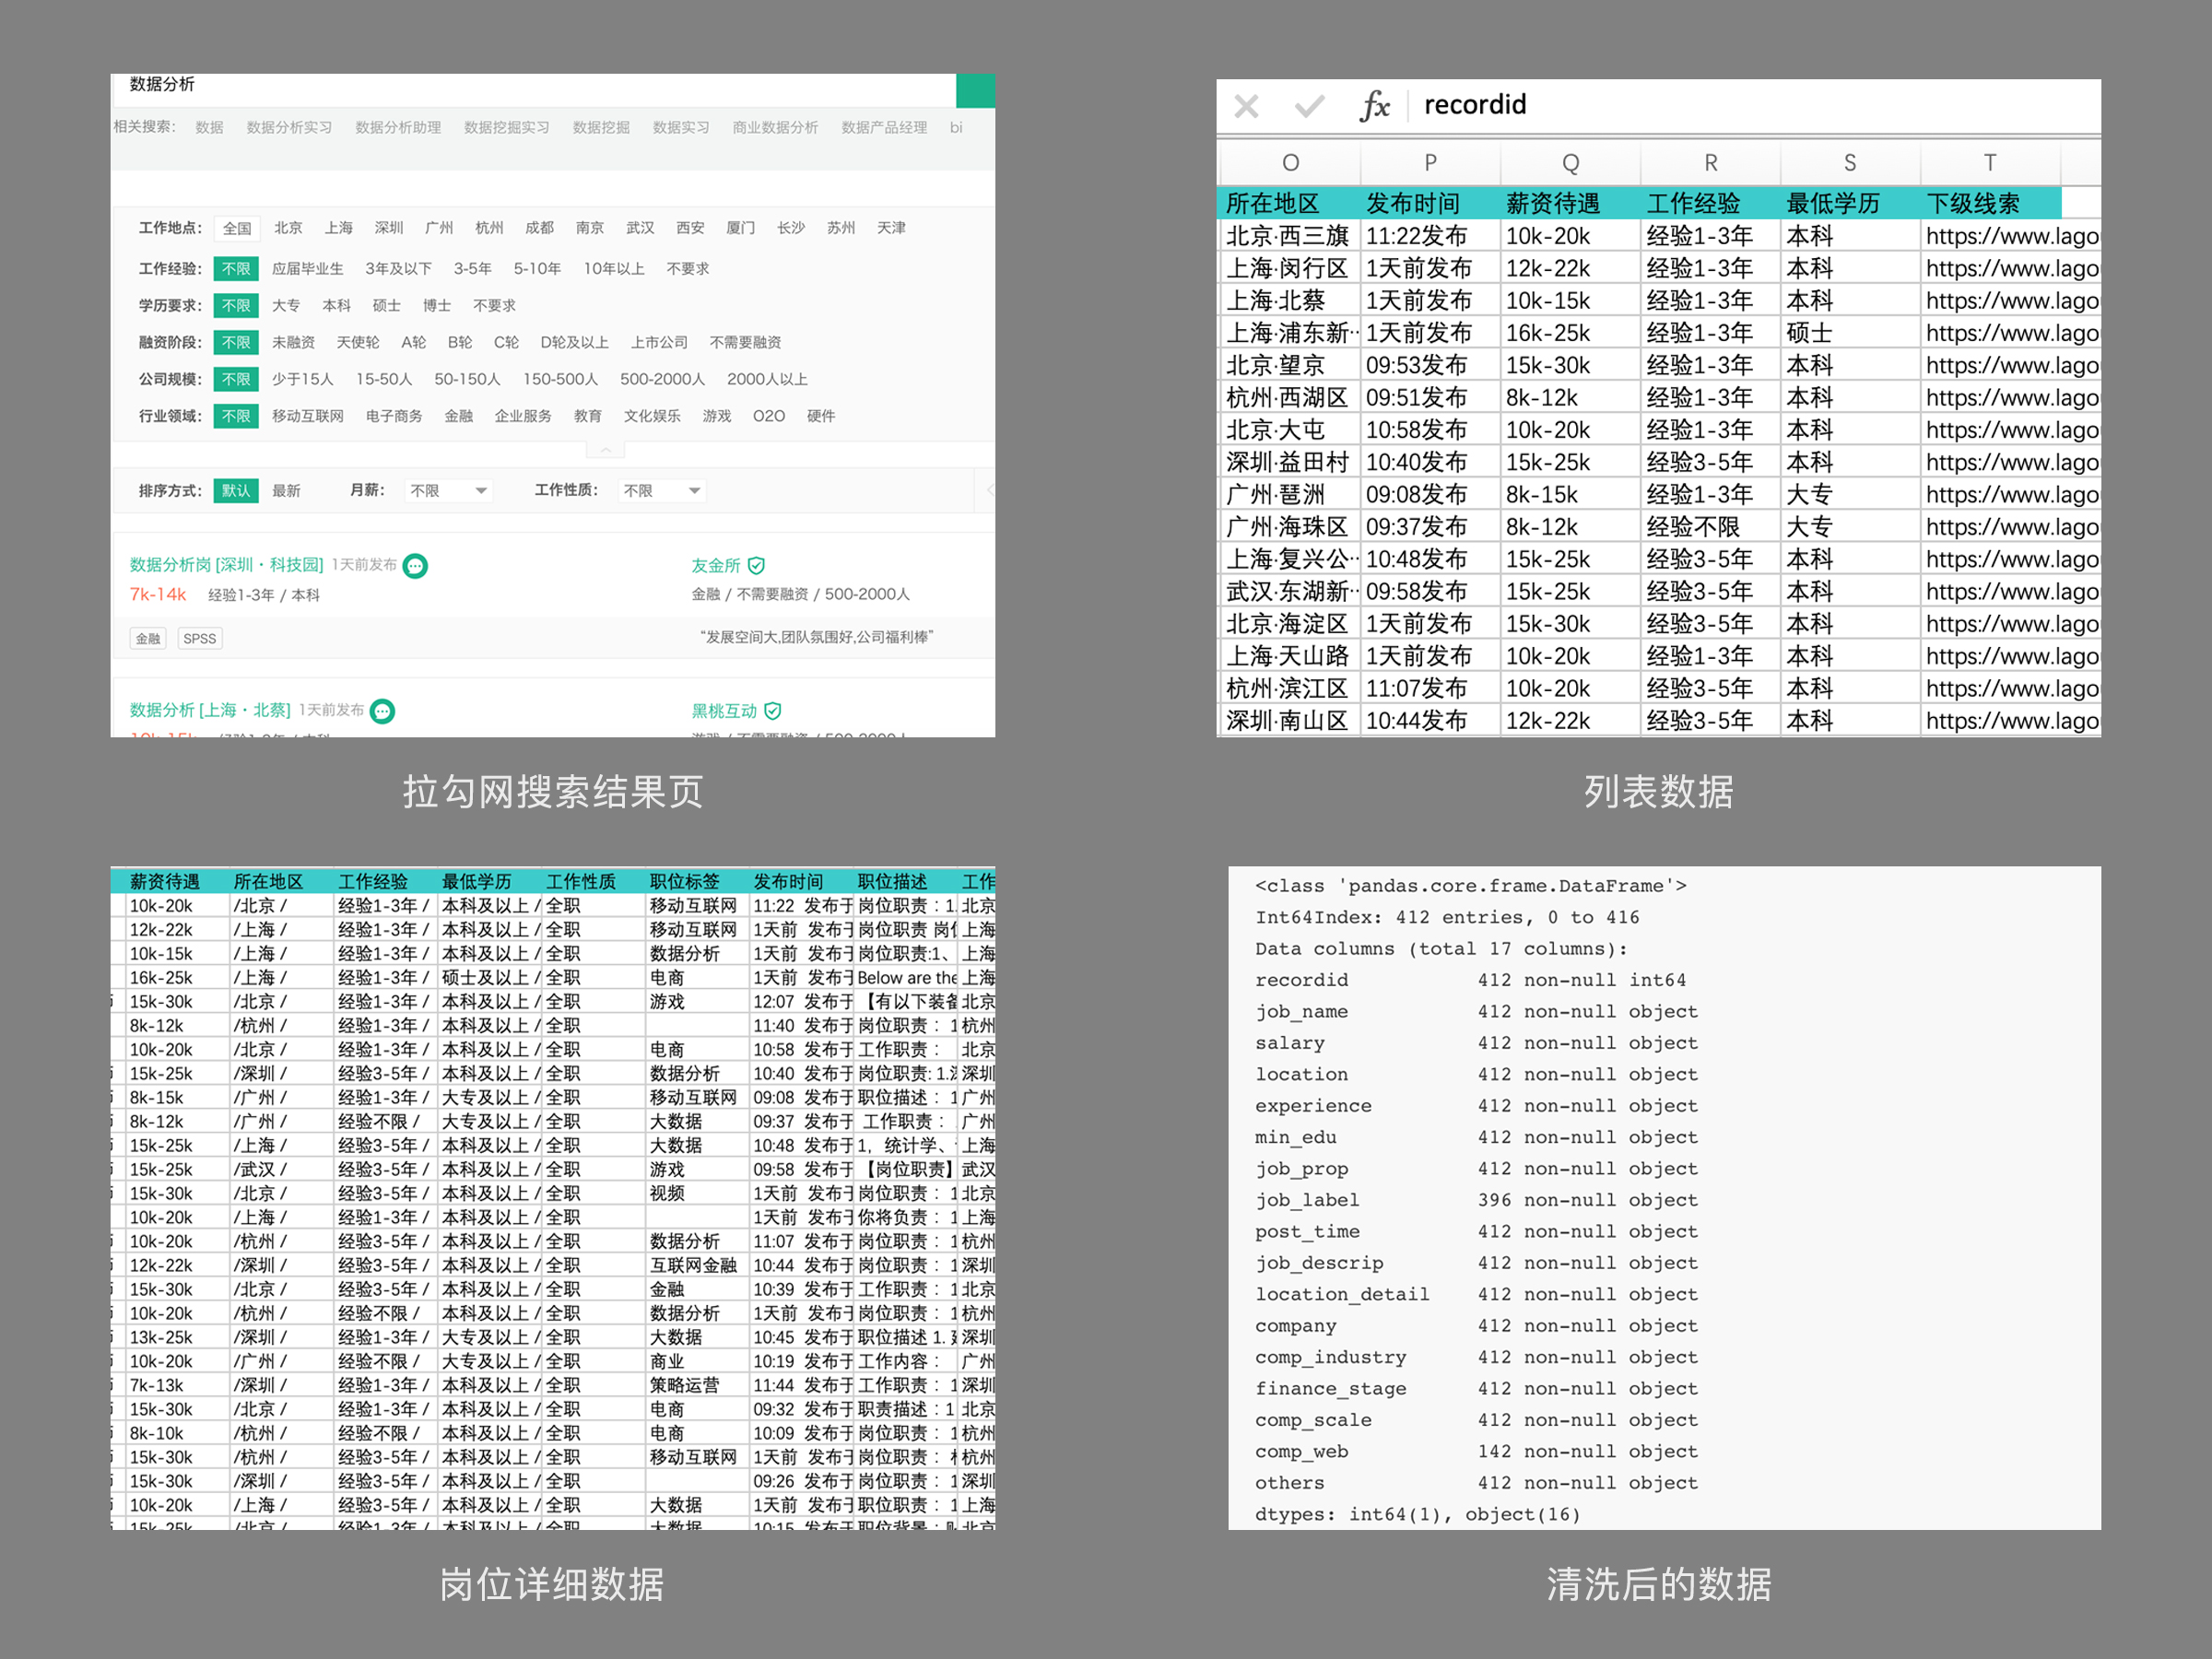 数据分析
相关搜索: 数据 数据分析实习 数据分析助理 数据挖掘实习 数据挖掘 数据实习 商业数据分析 数据产品经理 bi
工作地点: 全国 北京 上海 深圳 广州 杭州 成都 南京 武汉 西安 厦门 长沙 苏州 天津
工作经验: 不限 应届毕业生 3年及以下 3-5年 5-10年 10年以上 不要求
学历要求: 不限 大专 本科 硕士 博士 不要求
融资阶段: 不限 未融资 天使轮 A轮 B轮 C轮 D轮及以上 上市公司 不需要融资
公司规模: 不限 少于15人 15-50人 50-150人 150-500人 500-2000人 2000人以上
行业领域: 不限 移动互联网 电子商务 金融 企业服务 教育 文化娱乐 游戏 O2O 硬件
排序方式: 默认 最新 月薪: 不限 工作性质: 不限
数据分析岗 [深圳·科技园] 1天前发布 友金所
7k-14k 经验1-3年 / 本科 金融 / 不需要融资 / 500-2000人
金融 SPSS “发展空间大,团队氛围好,公司福利棒”
数据分析 [上海·北蔡] 1天前发布 黑桃互动
拉勾网搜索结果页
fx recordid
O P Q R S T
所在地区 发布时间 薪资待遇 工作经验 最低学历 下级线索
北京·西三旗 11:22发布 10k-20k 经验1-3年 本科 https://www.lago
上海·闵行区 1天前发布 12k-22k 经验1-3年 本科 https://www.lago
上海·北蔡 1天前发布 10k-15k 经验1-3年 本科 https://www.lago
上海·浦东新·· 1天前发布 16k-25k 经验1-3年 硕士 https://www.lago
北京·望京 09:53发布 15k-30k 经验1-3年 本科 https://www.lago
杭州·西湖区 09:51发布 8k-12k 经验1-3年 本科 https://www.lago
北京·大屯 10:58发布 10k-20k 经验1-3年 本科 https://www.lago
深圳·益田村 10:40发布 15k-25k 经验3-5年 本科 https://www.lago
广州·琶洲 09:08发布 8k-15k 经验1-3年 大专 https://www.lago
广州·海珠区 09:37发布 8k-12k 经验不限 大专 https://www.lago
上海·复兴公·· 10:48发布 15k-25k 经验3-5年 本科 https://www.lago
武汉·东湖新·· 09:58发布 15k-25k 经验3-5年 本科 https://www.lago
北京·海淀区 1天前发布 15k-30k 经验3-5年 本科 https://www.lago
上海·天山路 1天前发布 10k-20k 经验1-3年 本科 https://www.lago
杭州·滨江区 11:07发布 10k-20k 经验3-5年 本科 https://www.lago
深圳·南山区 10:44发布 12k-22k 经验3-5年 本科 https://www.lago
列表数据
薪资待遇 所在地区 工作经验 最低学历 工作性质 职位标签 发布时间 职位描述 工作
10k-20k /北京 / 经验1-3年 / 本科及以上 / 全职 移动互联网 11:22 发布于 岗位职责：1. 北京
12k-22k /上海 / 经验1-3年 / 本科及以上 / 全职 移动互联网 1天前 发布于 岗位职责 上海
10k-15k /上海 / 经验1-3年 / 本科及以上 / 全职 数据分析 1天前 发布于 岗位职责:1、 上海
16k-25k /上海 / 经验1-3年 / 硕士及以上 / 全职 电商 1天前 发布于 Below are the 上海
15k-30k /北京 / 经验1-3年 / 本科及以上 / 全职 游戏 12:07 发布于 【有以下装备 北京
8k-12k /杭州 / 经验1-3年 / 本科及以上 / 全职 11:40 发布于 岗位职责： 1 杭州
10k-20k /北京 / 经验1-3年 / 本科及以上 / 全职 电商 10:58 发布于 工作职责： 北京
15k-25k /深圳 / 经验3-5年 / 本科及以上 / 全职 数据分析 10:40 发布于 岗位职责: 1. 深圳
8k-15k /广州 / 经验1-3年 / 大专及以上 / 全职 移动互联网 09:08 发布于 职位描述： 1 广州
8k-12k /广州 / 经验不限 / 大专及以上 / 全职 大数据 09:37 发布于 工作职责： 广州
15k-25k /上海 / 经验3-5年 / 本科及以上 / 全职 大数据 10:48 发布于 1，统计学、 上海
15k-25k /武汉 / 经验3-5年 / 本科及以上 / 全职 游戏 09:58 发布于 【岗位职责】 武汉
15k-30k /北京 / 经验3-5年 / 本科及以上 / 全职 视频 1天前 发布于 岗位职责： 1 北京
10k-20k /上海 / 经验1-3年 / 本科及以上 / 全职 1天前 发布于 你将负责： 1 上海
10k-20k /杭州 / 经验3-5年 / 本科及以上 / 全职 数据分析 11:07 发布于 岗位职责： 1 杭州
12k-22k /深圳 / 经验3-5年 / 本科及以上 / 全职 互联网金融 10:44 发布于 岗位职责： 1 深圳
15k-30k /北京 / 经验3-5年 / 本科及以上 / 全职 金融 10:39 发布于 工作职责： 1 北京
10k-20k /杭州 / 经验不限 / 本科及以上 / 全职 数据分析 1天前 发布于 岗位职责： 1 杭州
13k-25k /深圳 / 经验1-3年 / 大专及以上 / 全职 大数据 10:45 发布于 职位描述 1. 深圳
10k-20k /广州 / 经验不限 / 大专及以上 / 全职 商业 10:19 发布于 工作内容： 广州
7k-13k /深圳 / 经验1-3年 / 本科及以上 / 全职 策略运营 11:44 发布于 工作职责： 1 深圳
15k-30k /北京 / 经验1-3年 / 本科及以上 / 全职 电商 09:32 发布于 职责描述：1 北京
8k-10k /杭州 / 经验不限 / 本科及以上 / 全职 电商 10:09 发布于 岗位职责： 1 杭州
15k-30k /杭州 / 经验3-5年 / 本科及以上 / 全职 移动互联网 1天前 发布于 岗位职责： 杭州
15k-30k /深圳 / 经验3-5年 / 本科及以上 / 全职 09:26 发布于 岗位职责： 1 深圳
10k-20k /上海 / 经验3-5年 / 本科及以上 / 全职 大数据 1天前 发布于 职位职责： 1 上海
15k-25k /北京 / 经验1-3年 / 本科及以上 / 全职 大数据 10:15 发布于 职位背景： 北京
岗位详细数据
<class 'pandas.core.frame.DataFrame'>
Int64Index: 412 entries, 0 to 416
Data columns (total 17 columns):
recordid 412 non-null int64
job_name 412 non-null object
salary 412 non-null object
location 412 non-null object
experience 412 non-null object
min_edu 412 non-null object
job_prop 412 non-null object
job_label 396 non-null object
post_time 412 non-null object
job_descrip 412 non-null object
location_detail 412 non-null object
company 412 non-null object
comp_industry 412 non-null object
finance_stage 412 non-null object
comp_scale 412 non-null object
comp_web 142 non-null object
others 412 non-null object
dtypes: int64(1), object(16)
清洗后的数据